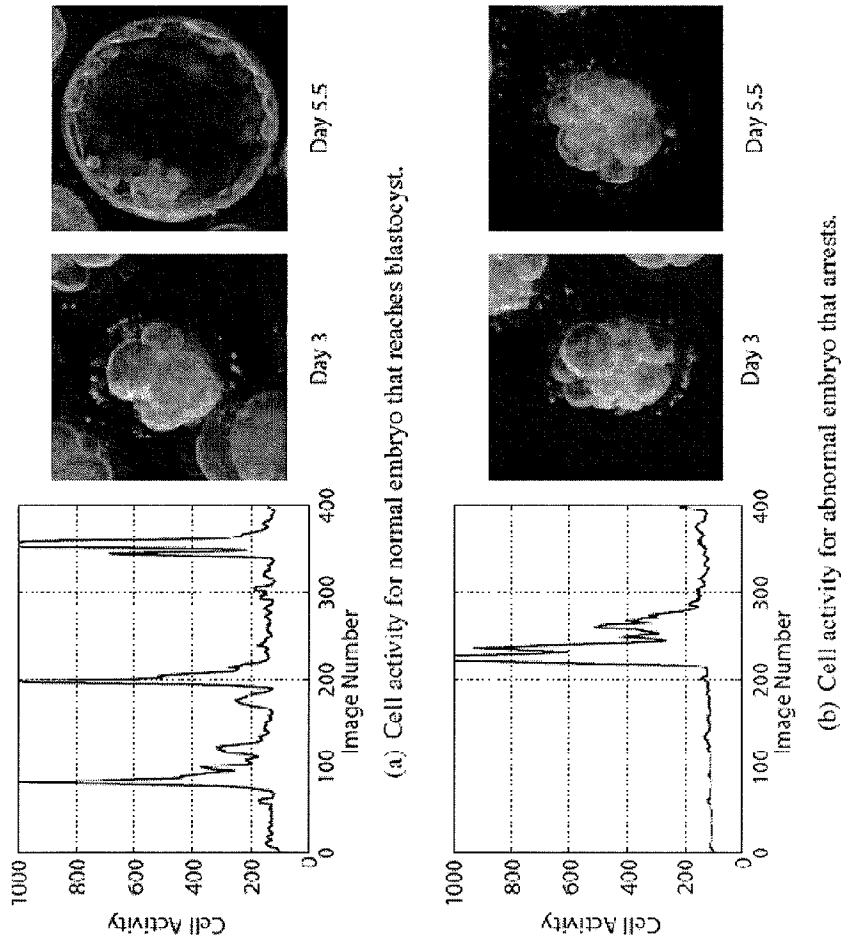 1000
800
600
400
200
0
Cell Activity
0
100
200
300
400
Image Number
Day 3
Day 5.5
(a) Cell activity for normal embryo that reaches blastocyst.
1000
800
600
400
200
0
Cell Activity
0
100
200
300
400
Image Number
Day 3
Day 5.5
(b) Cell activity for abnormal embryo that arrests.